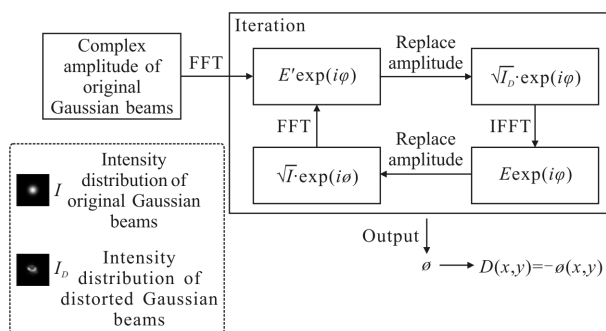 Iteration
Complex
amplitude of
original
Gaussian beams
FFT
E′exp(iφ)
Replace
amplitude
√I_D·exp(iφ)
FFT
IFFT
√I·exp(iø)
Replace
amplitude
Eexp(iφ)
I
Intensity
distribution of
original Gaussian
beams
I_D
Intensity
distribution of
distorted Gaussian
beams
Output
ø
D(x,y)=−ø(x,y)